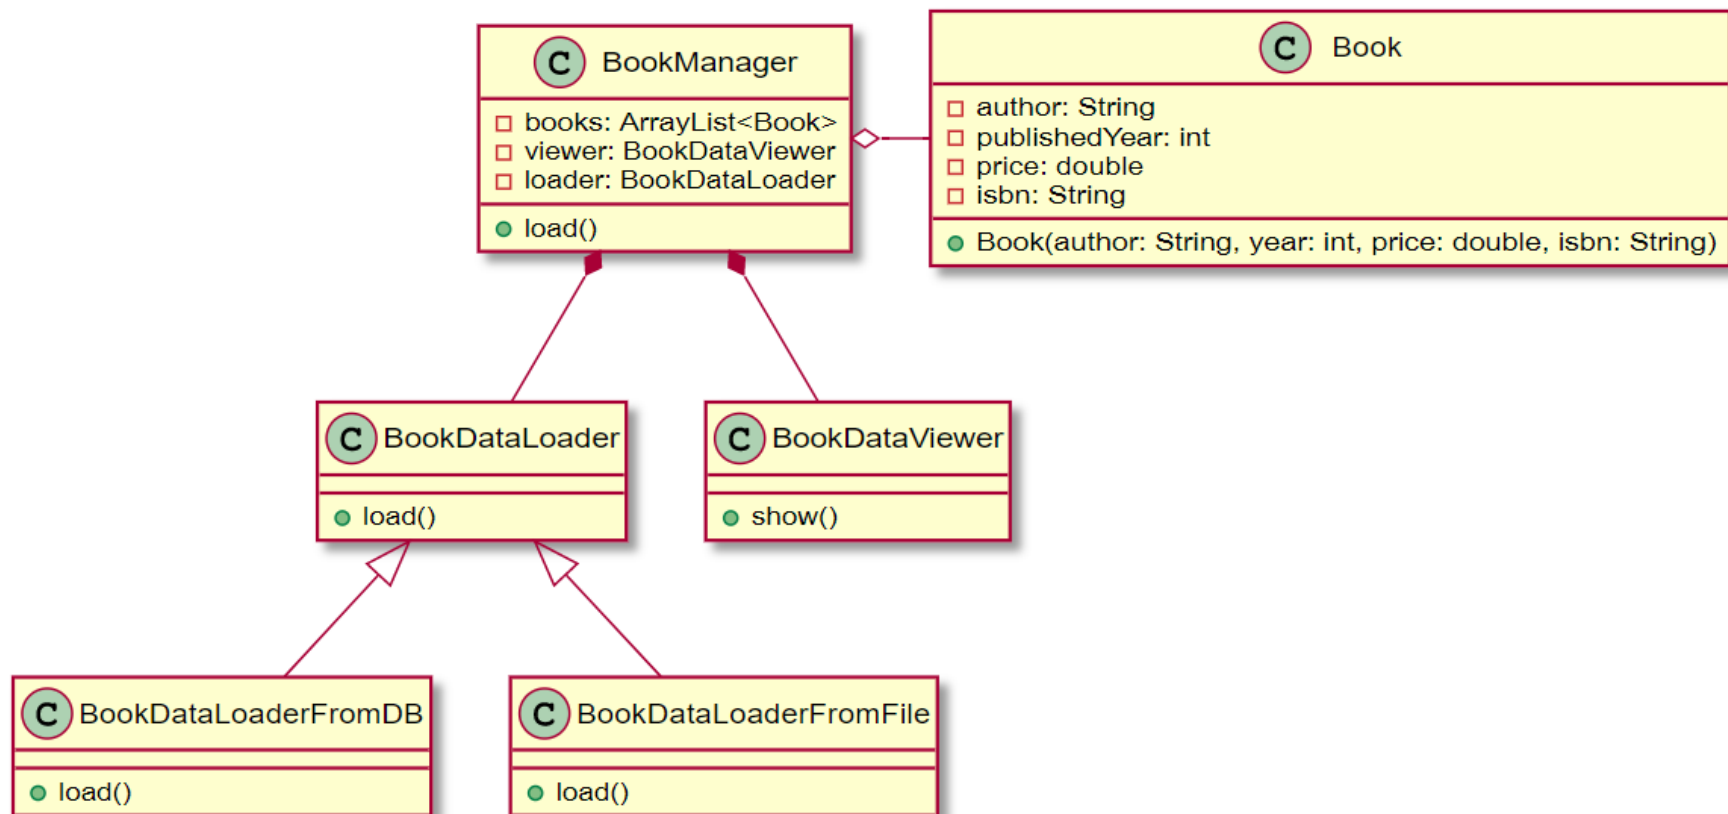 C BookManager
books: ArrayList<Book>
viewer: BookDataViewer
loader: BookDataLoader
load()
C Book
author: String
publishedYear: int
price: double
isbn: String
Book(author: String, year: int, price: double, isbn: String)
C BookDataLoader
load()
C BookDataViewer
show()
C BookDataLoaderFromDB
load()
C BookDataLoaderFromFile
load()